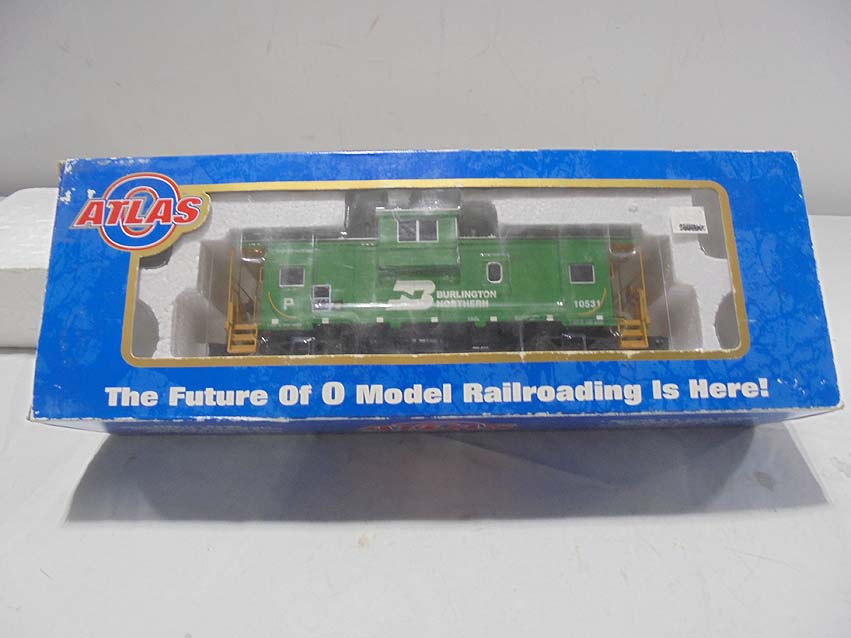 ATLAS
O
P
BURLINGTON
NORTHERN
10531
The Future Of O Model Railroading Is Here!